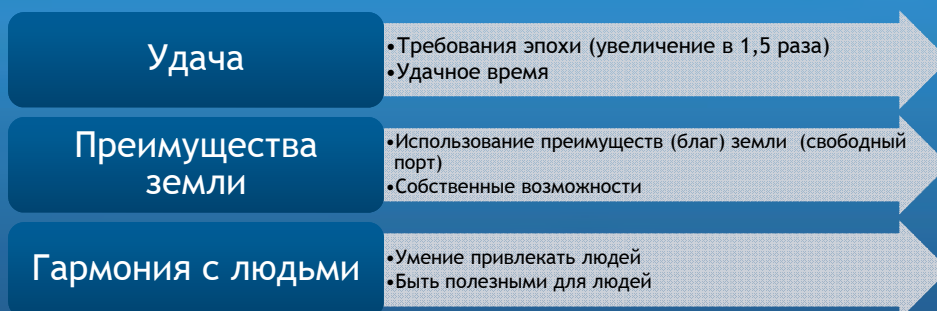 Удача
•Требования эпохи (увеличение в 1,5 раза)
•Удачное время
Преимущества
земли
•Использование преимуществ (благ) земли (свободный
порт)
•Собственные возможности
Гармония с людьми
•Умение привлекать людей
•Быть полезными для людей